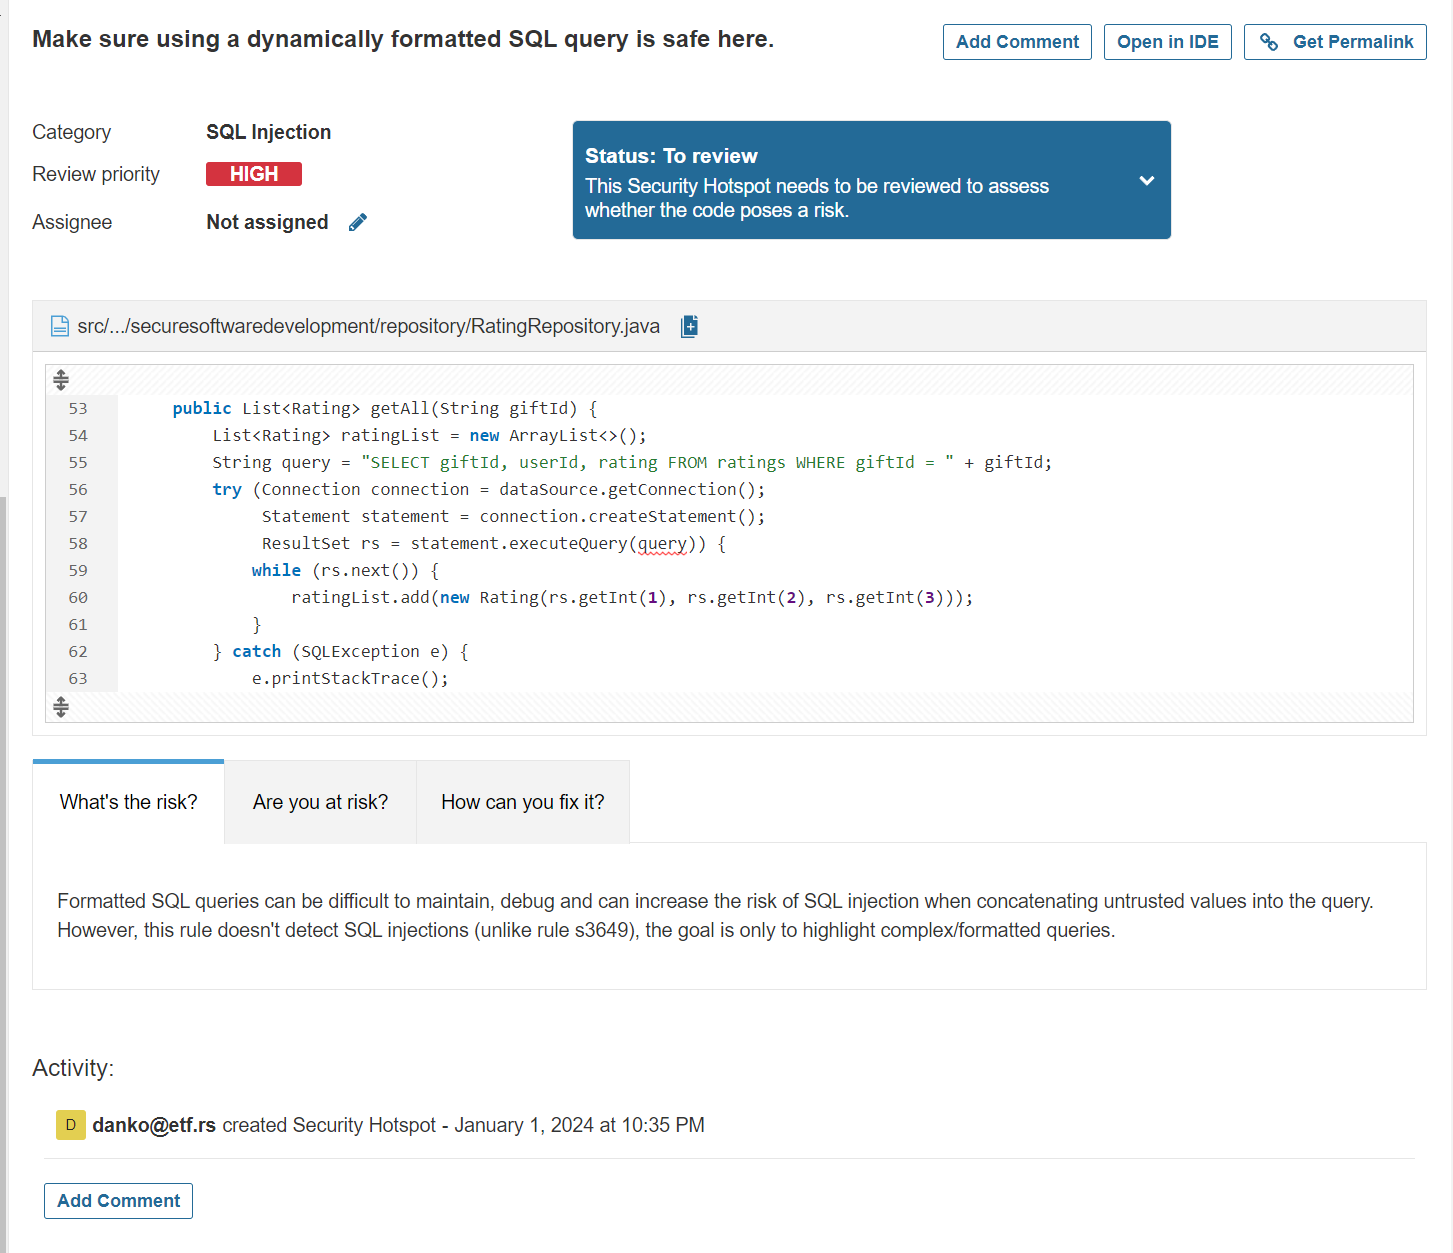 Make sure using a dynamically formatted SQL query is safe here.
Add Comment
Open in IDE
Get Permalink
Category
SQL Injection
Review priority
HIGH
Assignee
Not assigned
Status: To review
This Security Hotspot needs to be reviewed to assess
whether the code poses a risk.
src/.../securesoftwaredevelopment/repository/RatingRepository.java
53 public List<Rating> getAll(String giftId) {
54 List<Rating> ratingList = new ArrayList<>();
55 String query = "SELECT giftId, userId, rating FROM ratings WHERE giftId = " + giftId;
56 try (Connection connection = dataSource.getConnection();
57 Statement statement = connection.createStatement();
58 ResultSet rs = statement.executeQuery(query)) {
59 while (rs.next()) {
60 ratingList.add(new Rating(rs.getInt(1), rs.getInt(2), rs.getInt(3)));
61 }
62 } catch (SQLException e) {
63 e.printStackTrace();
What's the risk?
Are you at risk?
How can you fix it?
Formatted SQL queries can be difficult to maintain, debug and can increase the risk of SQL injection when concatenating untrusted values into the query.
However, this rule doesn't detect SQL injections (unlike rule s3649), the goal is only to highlight complex/formatted queries.
Activity:
D danko@etf.rs created Security Hotspot - January 1, 2024 at 10:35 PM
Add Comment